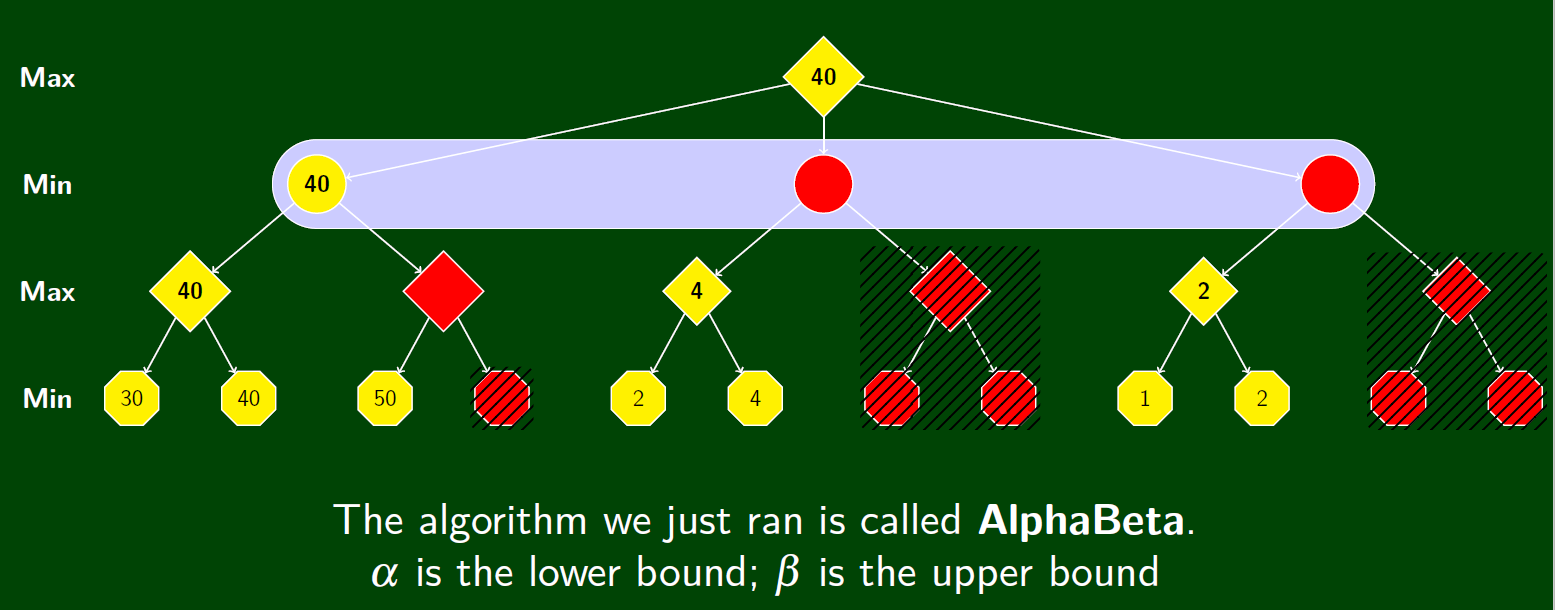 Max 40
Min 40
Max 40 4 2
Min 30 40 50 2 4 1 2
The algorithm we just ran is called AlphaBeta.
α is the lower bound; β is the upper bound